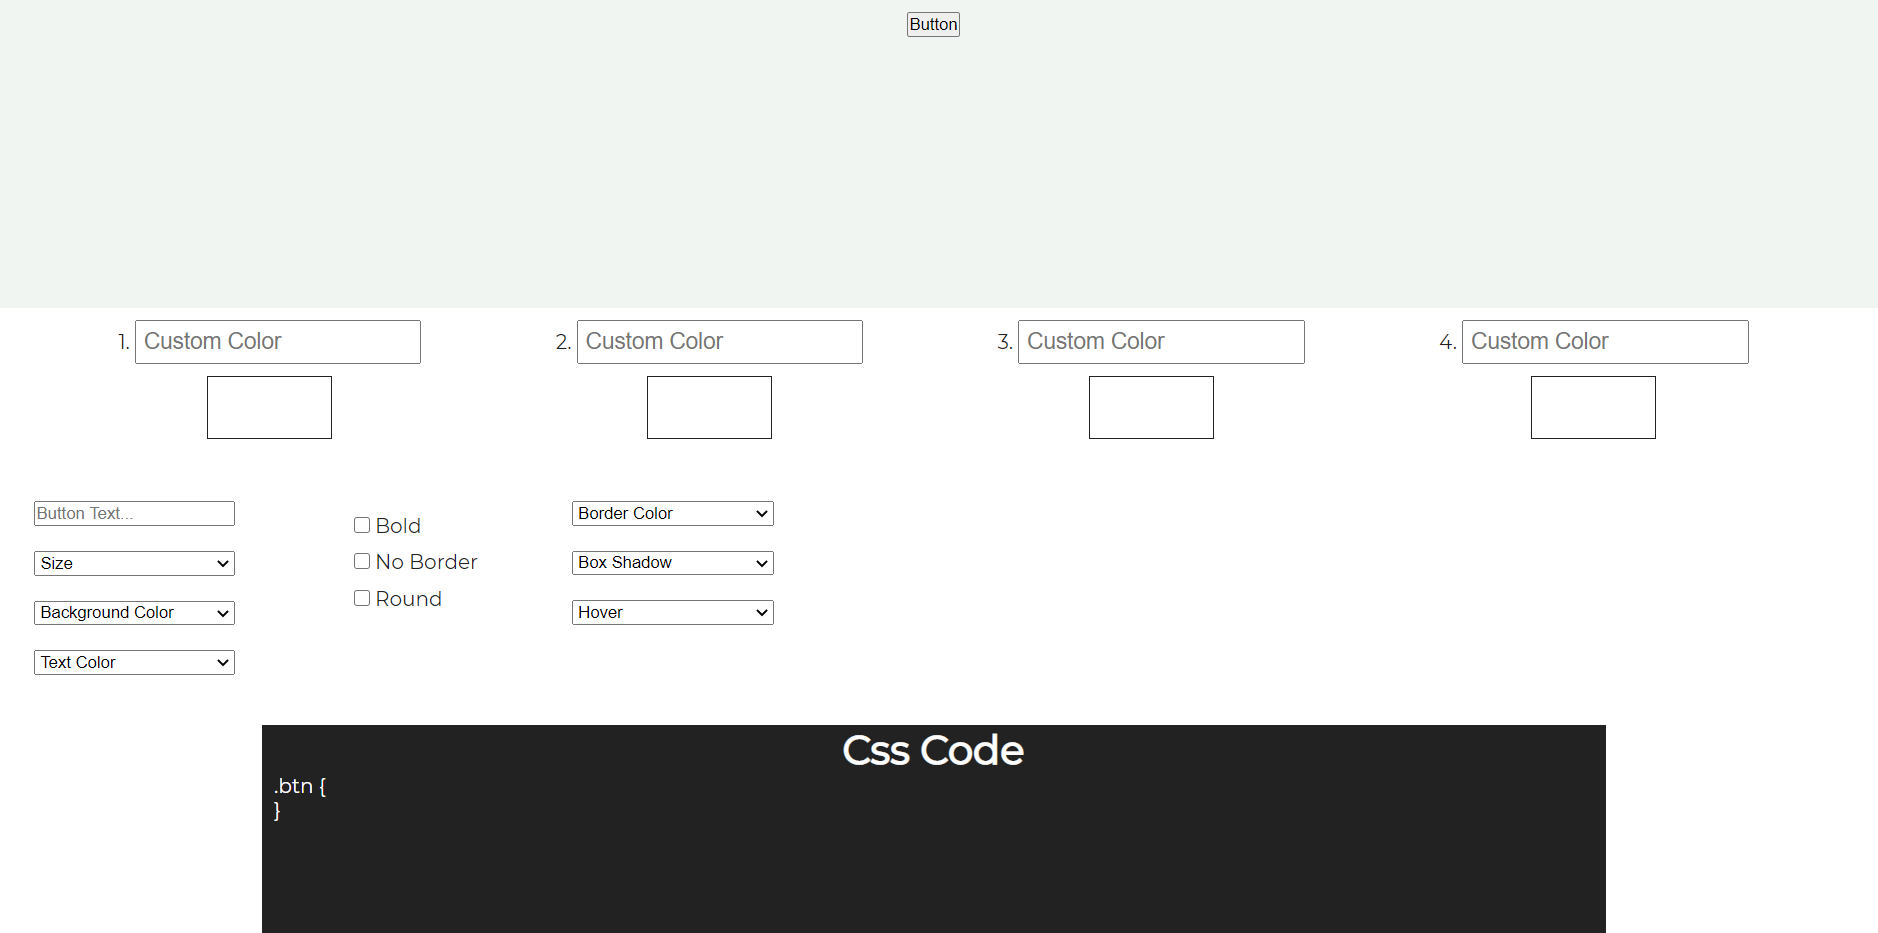 Button
1. Custom Color 2. Custom Color 3. Custom Color 4. Custom Color
Button Text...
Size
Background Color
Text Color
Bold
No Border
Round
Border Color
Box Shadow
Hover
Css Code
.btn {
}